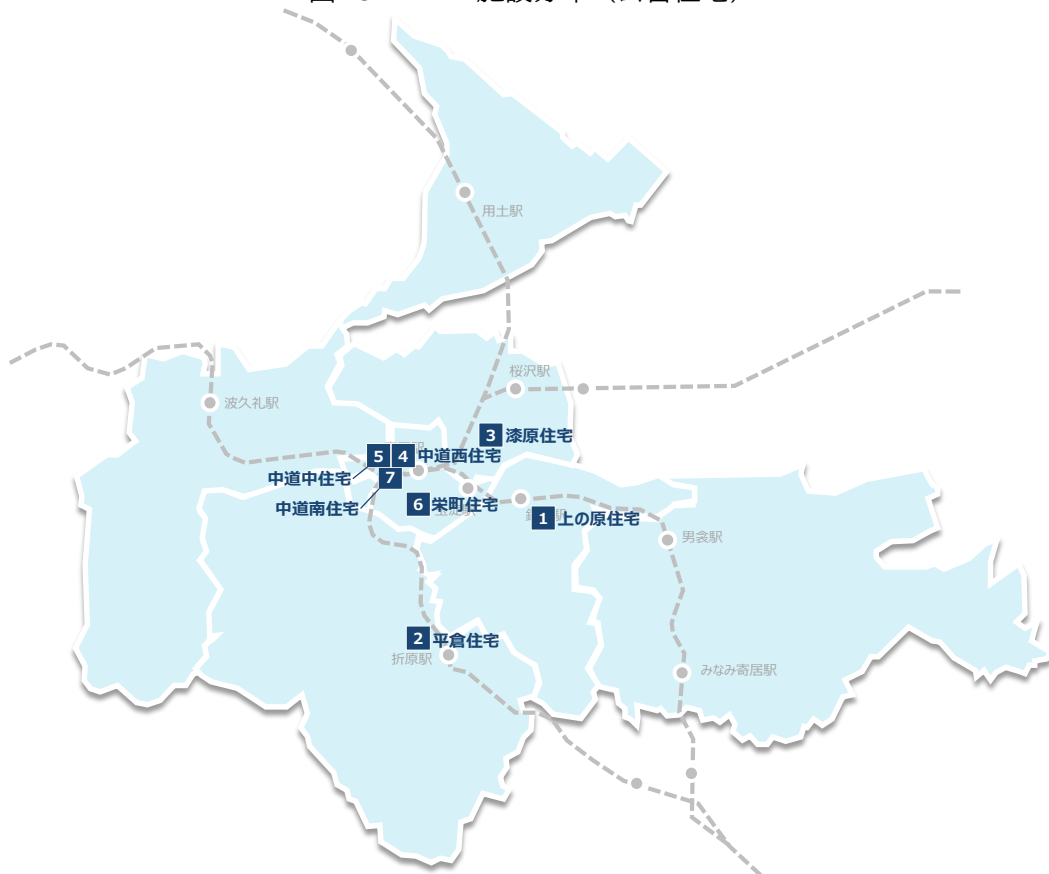 用土駅
桜沢駅
波久礼駅
3 漆原住宅
5 4 中道西住宅
中道中住宅
7
中道南住宅
6 栄町住宅
1 上の原住宅
男衾駅
2 平倉住宅
折原駅
みなみ寄居駅